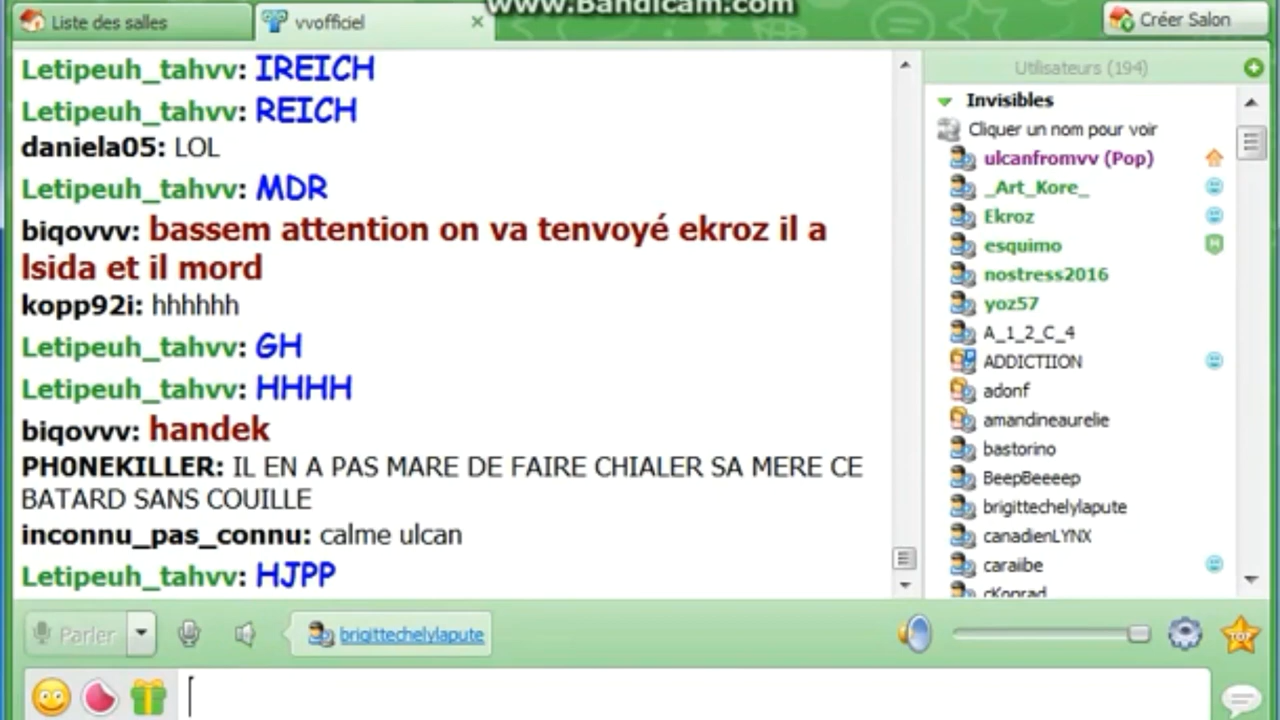 www.Bandicam.com
Liste des salles
vvofficiel
Créer Salon
Letipeuh_tahvv: IREICH
Letipeuh_tahvv: REICH
daniela05: LOL
Letipeuh_tahvv: MDR
biqovvv: bassem attention on va tenvoyé ekroz il a
lsida et il mord
kopp92i: hhhhhh
Letipeuh_tahvv: GH
Letipeuh_tahvv: HHHH
biqovvv: handek
PH0NEKILLER: IL EN A PAS MARE DE FAIRE CHIALER SA MERE CE
BATARD SANS COUILLE
inconnu_pas_connu: calme ulcan
Letipeuh_tahvv: HJPP
Utilisateurs (194)
Invisibles
Cliquer un nom pour voir
ulcanfromvv (Pop)
_Art_Kore_
Ekroz
esquimo
nostress2016
yoz57
A_1_2_C_4
ADDICTIION
adonf
amandineaurelie
bastorino
BeepBeeeep
brigittechelylapute
canadienLYNX
caraiibe
cKonrad
Parler
brigittechelylapute
TOP